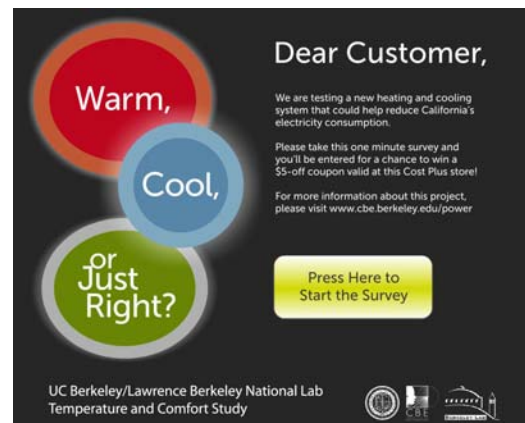 Warm,
Cool,
or
Just
Right?
Dear Customer,
We are testing a new heating and cooling
system that could help reduce California's
electricity consumption.
Please take this one minute survey and
you'll be entered for a chance to win a
$5-off coupon valid at this Cost Plus store!
For more information about this project,
please visit www.cbe.berkeley.edu/power
Press Here to
Start the Survey
UC Berkeley/Lawrence Berkeley National Lab
Temperature and Comfort Study
CBE
BERKELEY LAB